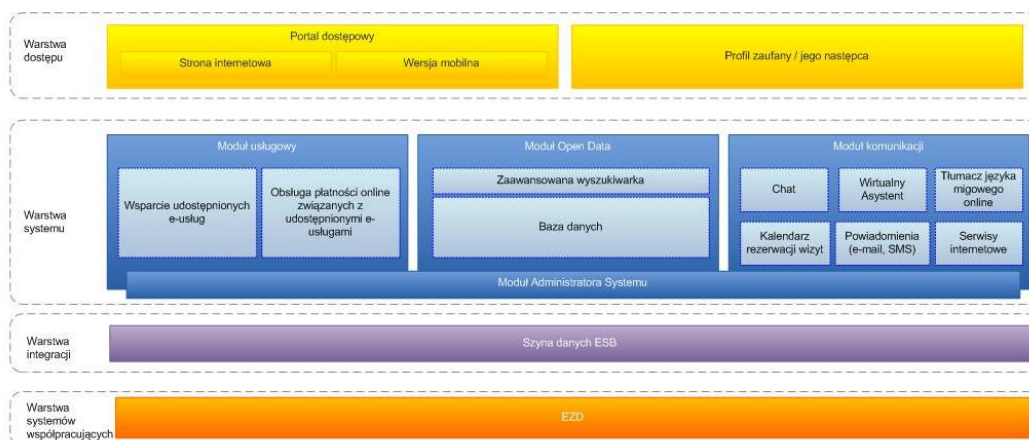 Warstwa
dostępu
Portal dostępowy
Strona internetowa
Wersja mobilna
Profil zaufany / jego następca
Warstwa
systemu
Moduł usługowy
Wsparcie udostępnionych
e-usług
Obsługa płatności online
związanych z
udostępnionymi e-
usługami
Moduł Open Data
Zaawansowana wyszukiwarka
Baza danych
Moduł komunikacji
Chat
Wirtualny
Asystent
Tłumacz języka
migowego
online
Kalendarz
rezerwacji wizyt
Powiadomienia
(e-mail, SMS)
Serwisy
internetowe
Moduł Administratora Systemu
Warstwa
integracji
Szyna danych ESB
Warstwa
systemów
współpracujących
EZD